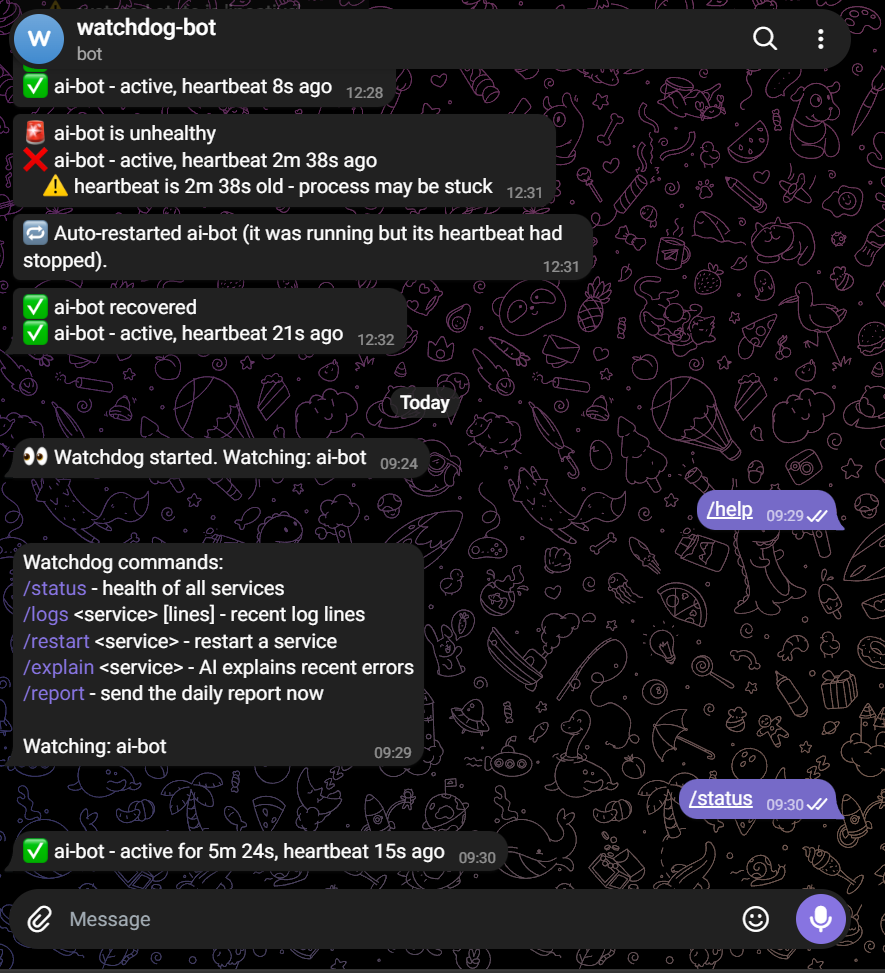 W
watchdog-bot
bot
✅ ai-bot - active, heartbeat 8s ago 12:28
🚨 ai-bot is unhealthy
❌ ai-bot - active, heartbeat 2m 38s ago
⚠️ heartbeat is 2m 38s old - process may be stuck 12:31
🔁 Auto-restarted ai-bot (it was running but its heartbeat had
stopped). 12:31
✅ ai-bot recovered
✅ ai-bot - active, heartbeat 21s ago 12:32
Today
👀 Watchdog started. Watching: ai-bot 09:24
/help 09:29
Watchdog commands:
/status - health of all services
/logs <service> [lines] - recent log lines
/restart <service> - restart a service
/explain <service> - AI explains recent errors
/report - send the daily report now
Watching: ai-bot 09:29
/status 09:30
✅ ai-bot - active for 5m 24s, heartbeat 15s ago 09:30
Message